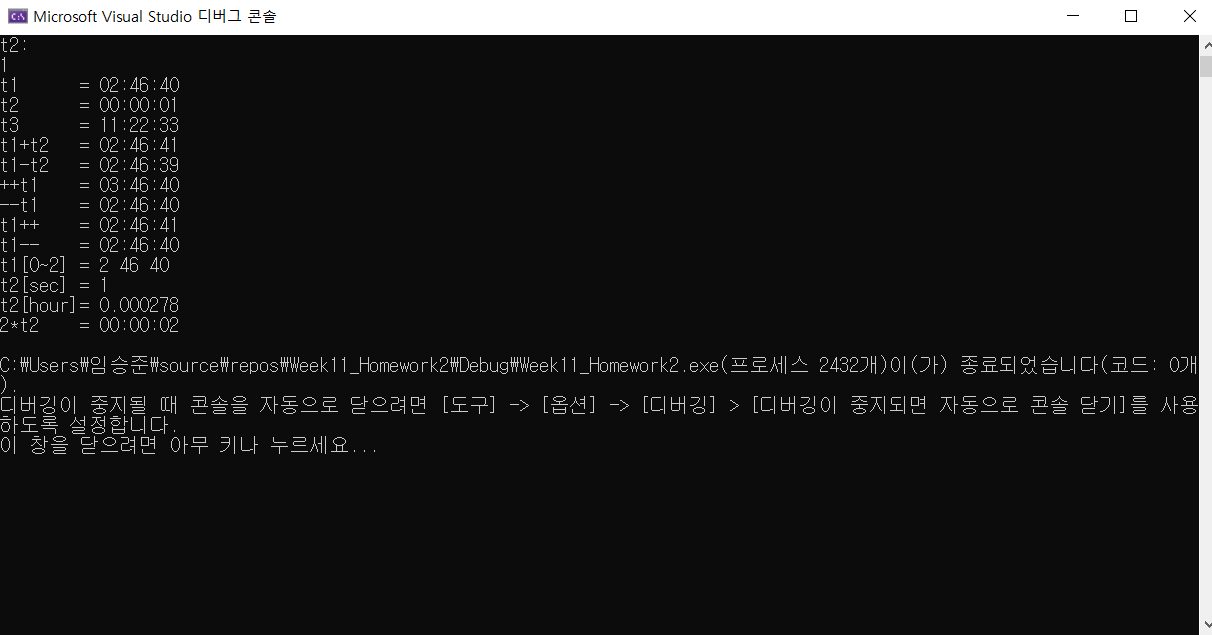 Microsoft Visual Studio 디버그 콘솔
t2:
1
t1      = 02:46:40
t2      = 00:00:01
t3      = 11:22:33
t1+t2   = 02:46:41
t1-t2   = 02:46:39
++t1    = 03:46:40
--t1    = 02:46:40
t1++    = 02:46:41
t1--    = 02:46:40
t1[0~2] = 2 46 40
t2[sec] = 1
t2[hour]= 0.000278
2*t2    = 00:00:02
C:₩Users₩임승준₩source₩repos₩Week11_Homework2₩Debug₩Week11_Homework2.exe(프로세스 2432개)이(가) 종료되었습니다(코드: 0개
).
디버깅이 중지될 때 콘솔을 자동으로 닫으려면 [도구] -> [옵션] -> [디버깅] > [디버깅이 중지되면 자동으로 콘솔 닫기]를 사용
하도록 설정합니다.
이 창을 닫으려면 아무 키나 누르세요...